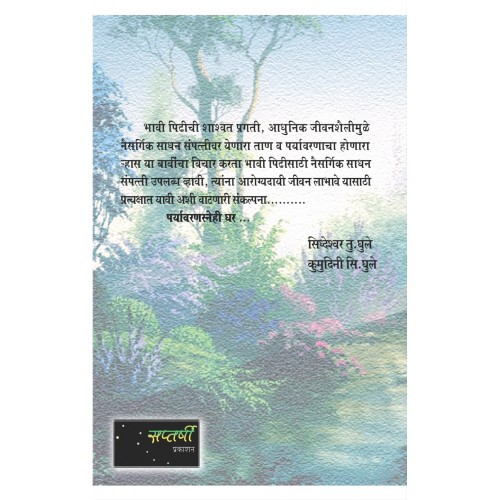 भावी पिटीची शाश्वत प्रगती, आधुनिक जीवनशैलीमुळे
नैसर्गिक साधन संपत्तीवर येणारा ताण व पर्यावरणाचा होणारा
ऱ्हास या बाबींचा विचार करता भावी पिटीसाटी नैसर्गिक साधन
संपत्ती उपलब्ध व्हावी, त्यांना आरोग्यदायी जीवन लाभावे यासाटी
प्रत्यक्षात यावी अशी वाटणारी संकल्पना..........
पर्यावरणस्नेही घर ...
सिध्देश्वर तु.घुले
कुमुदिनी सि.घुले
सप्तर्षी
प्रकाशन